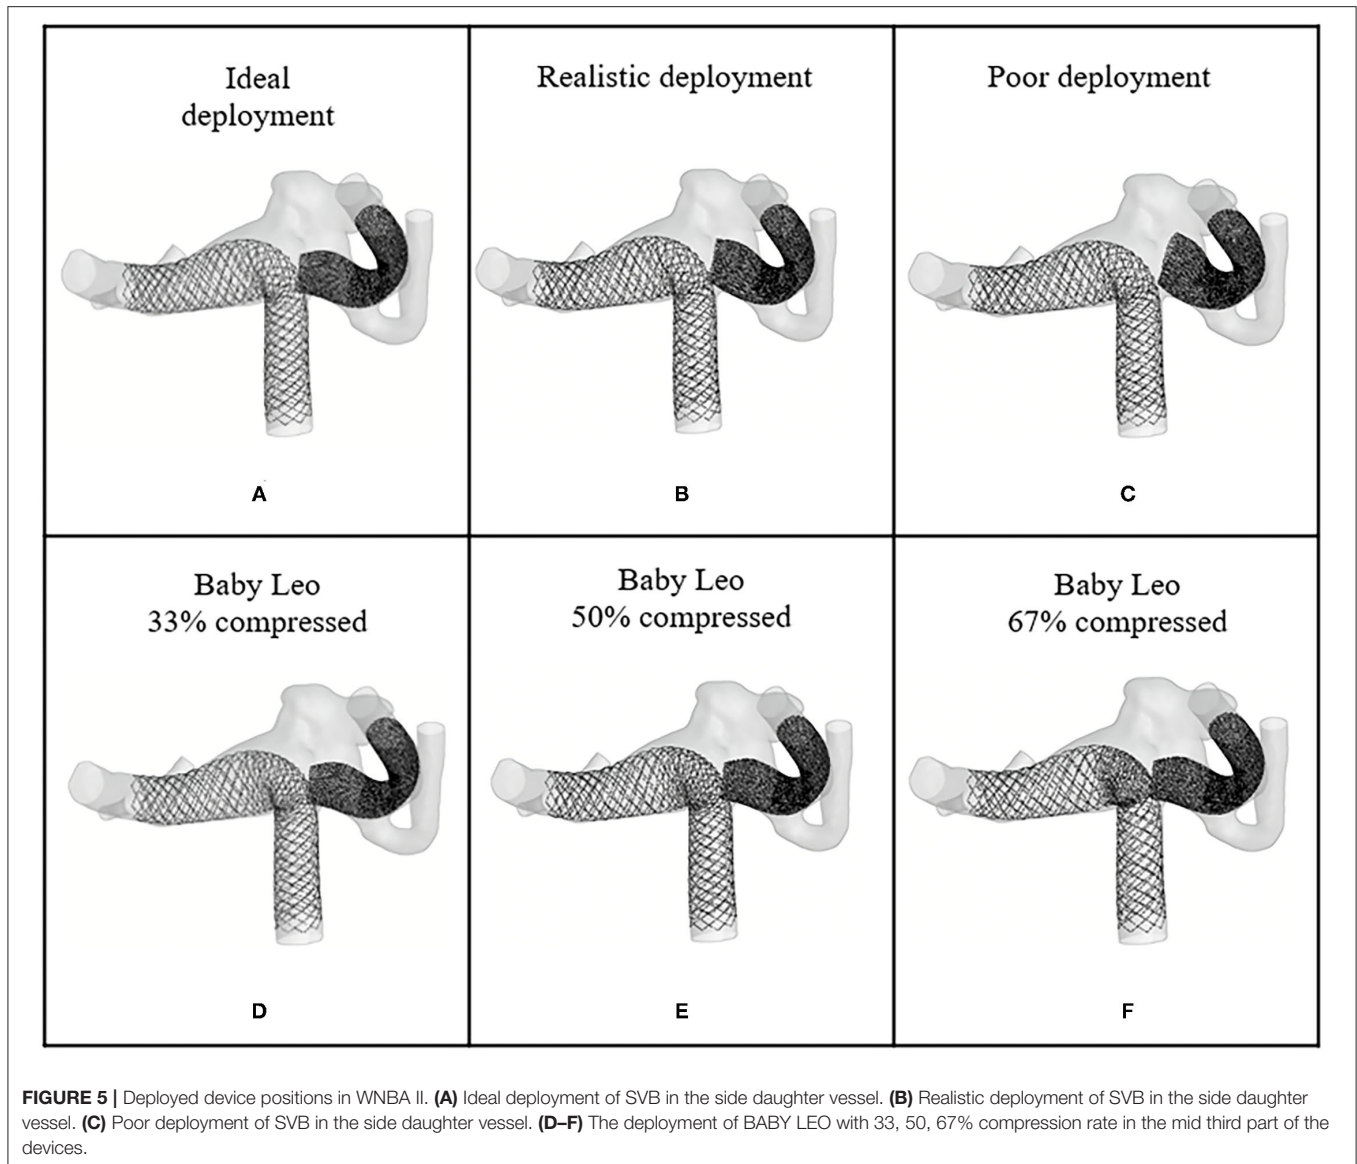 Ideal
deployment
Realistic deployment
Poor deployment
A
B
C
Baby Leo
33% compressed
Baby Leo
50% compressed
Baby Leo
67% compressed
D
E
F
FIGURE 5 | Deployed device positions in WNBA II. (A) Ideal deployment of SVB in the side daughter vessel. (B) Realistic deployment of SVB in the side daughter
vessel. (C) Poor deployment of SVB in the side daughter vessel. (D–F) The deployment of BABY LEO with 33, 50, 67% compression rate in the mid third part of the
devices.